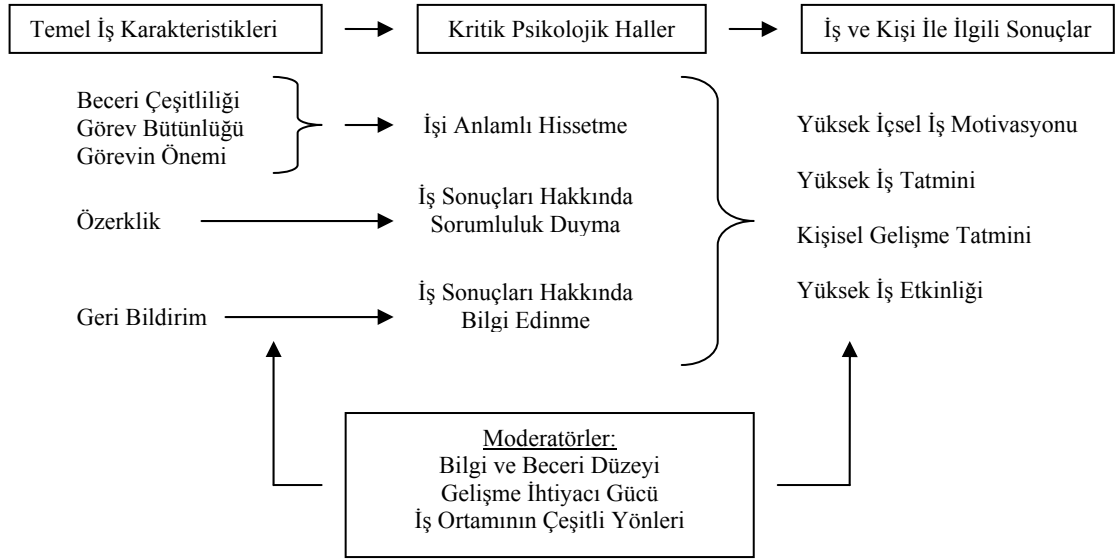 Temel İş Karakteristikleri
Kritik Psikolojik Haller
İş ve Kişi İle İlgili Sonuçlar
Beceri Çeşitliliği
Görev Bütünlüğü
Görevin Önemi
Özerklik
Geri Bildirim
İşi Anlamlı Hissetme
İş Sonuçları Hakkında
Sorumluluk Duyma
İş Sonuçları Hakkında
Bilgi Edinme
Yüksek İçsel İş Motivasyonu
Yüksek İş Tatmini
Kişisel Gelişme Tatmini
Yüksek İş Etkinliği
Moderatörler:
Bilgi ve Beceri Düzeyi
Gelişme İhtiyacı Gücü
İş Ortamının Çeşitli Yönleri